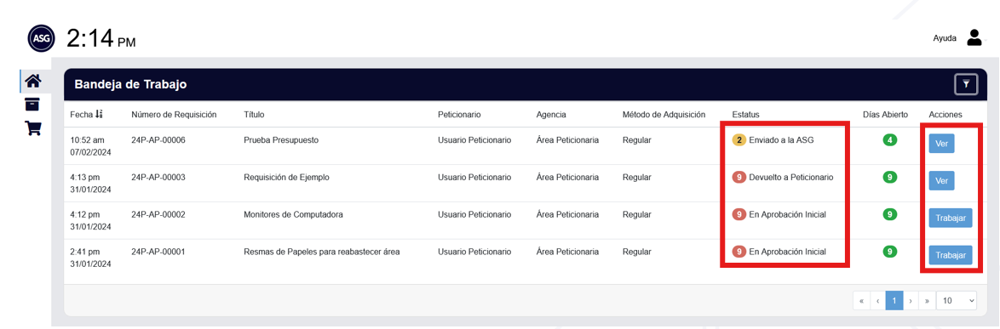 ASG 2:14 PM Ayuda
Bandeja de Trabajo
Fecha Número de Requisición Título Peticionario Agencia Método de Adquisición Estatus Días Abierto Acciones
10:52 am 24P-AP-00006 Prueba Presupuesto Usuario Peticionario Área Peticionaria Regular 2 Enviado a la ASG 4 Ver
07/02/2024
4:13 pm 24P-AP-00003 Requisición de Ejemplo Usuario Peticionario Área Peticionaria Regular 9 Devuelto a Peticionario 9 Ver
31/01/2024
4:12 pm 24P-AP-00002 Monitores de Computadora Usuario Peticionario Área Peticionaria Regular 9 En Aprobación Inicial 9 Trabajar
31/01/2024
2:41 pm 24P-AP-00001 Resmas de Papeles para reabastecer área Usuario Peticionario Área Peticionaria Regular 9 En Aprobación Inicial 9 Trabajar
31/01/2024
« ‹ 1 › » 10